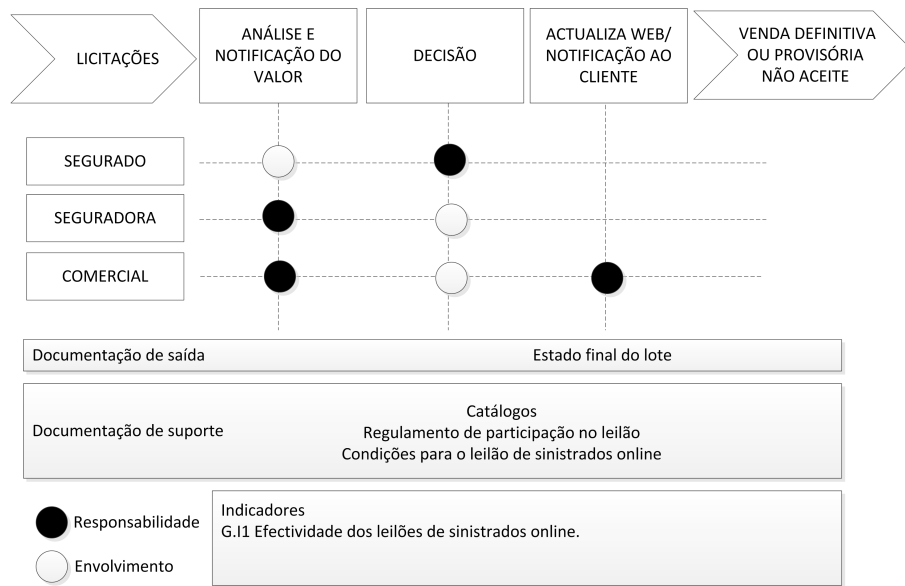 LICITAÇÕES
ANÁLISE E
NOTIFICAÇÃO DO
VALOR
DECISÃO
ACTUALIZA WEB/
NOTIFICAÇÃO AO
CLIENTE
VENDA DEFINITIVA
OU PROVISÓRIA
NÃO ACEITE
SEGURADO
SEGURADORA
COMERCIAL
Documentação de saída
Estado final do lote
Documentação de suporte
Catálogos
Regulamento de participação no leilão
Condições para o leilão de sinistrados online
Responsabilidade
Envolvimento
Indicadores
G.I1 Efectividade dos leilões de sinistrados online.